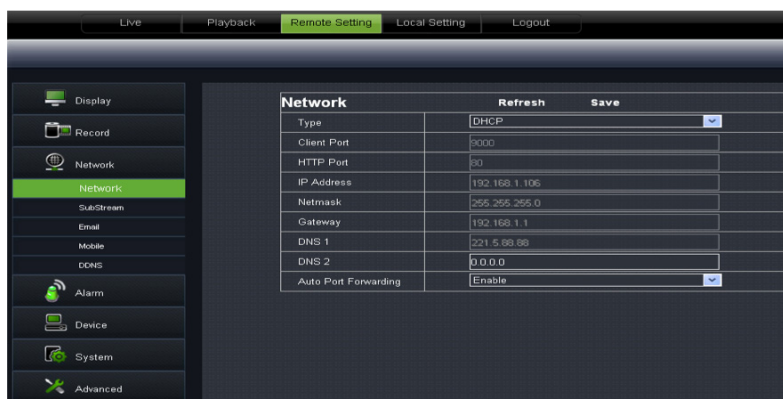 Live Playback Remote Setting Local Setting Logout
Display
Record
Network
Network
SubStream
Email
Mobile
DDNS
Alarm
Device
System
Advanced
Network Refresh Save
Type DHCP
Client Port 9000
HTTP Port 80
IP Address 192.168.1.106
Netmask 255.255.255.0
Gateway 192.168.1.1
DNS 1 221.5.88.88
DNS 2 0.0.0.0
Auto Port Forwarding Enable